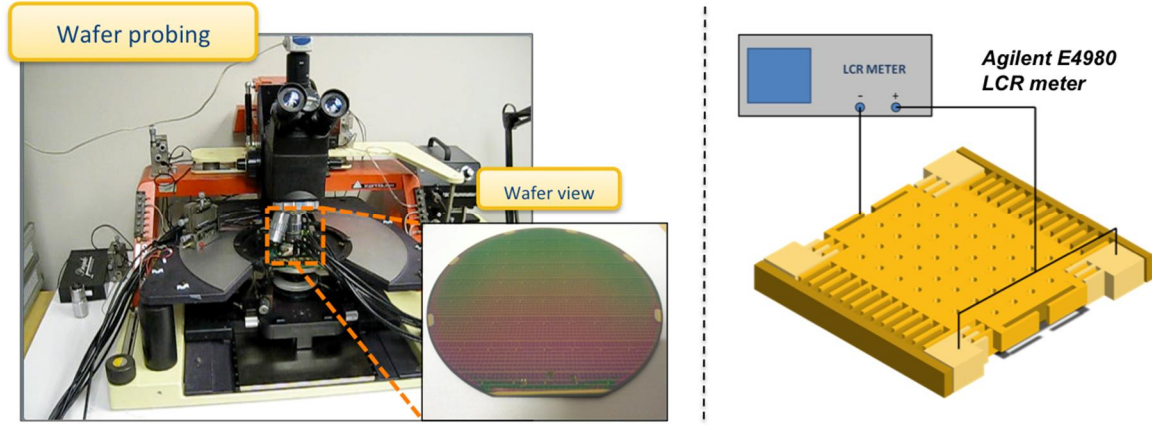 Wafer probing
Wafer view
LCR METER
- +
Agilent E4980
LCR meter